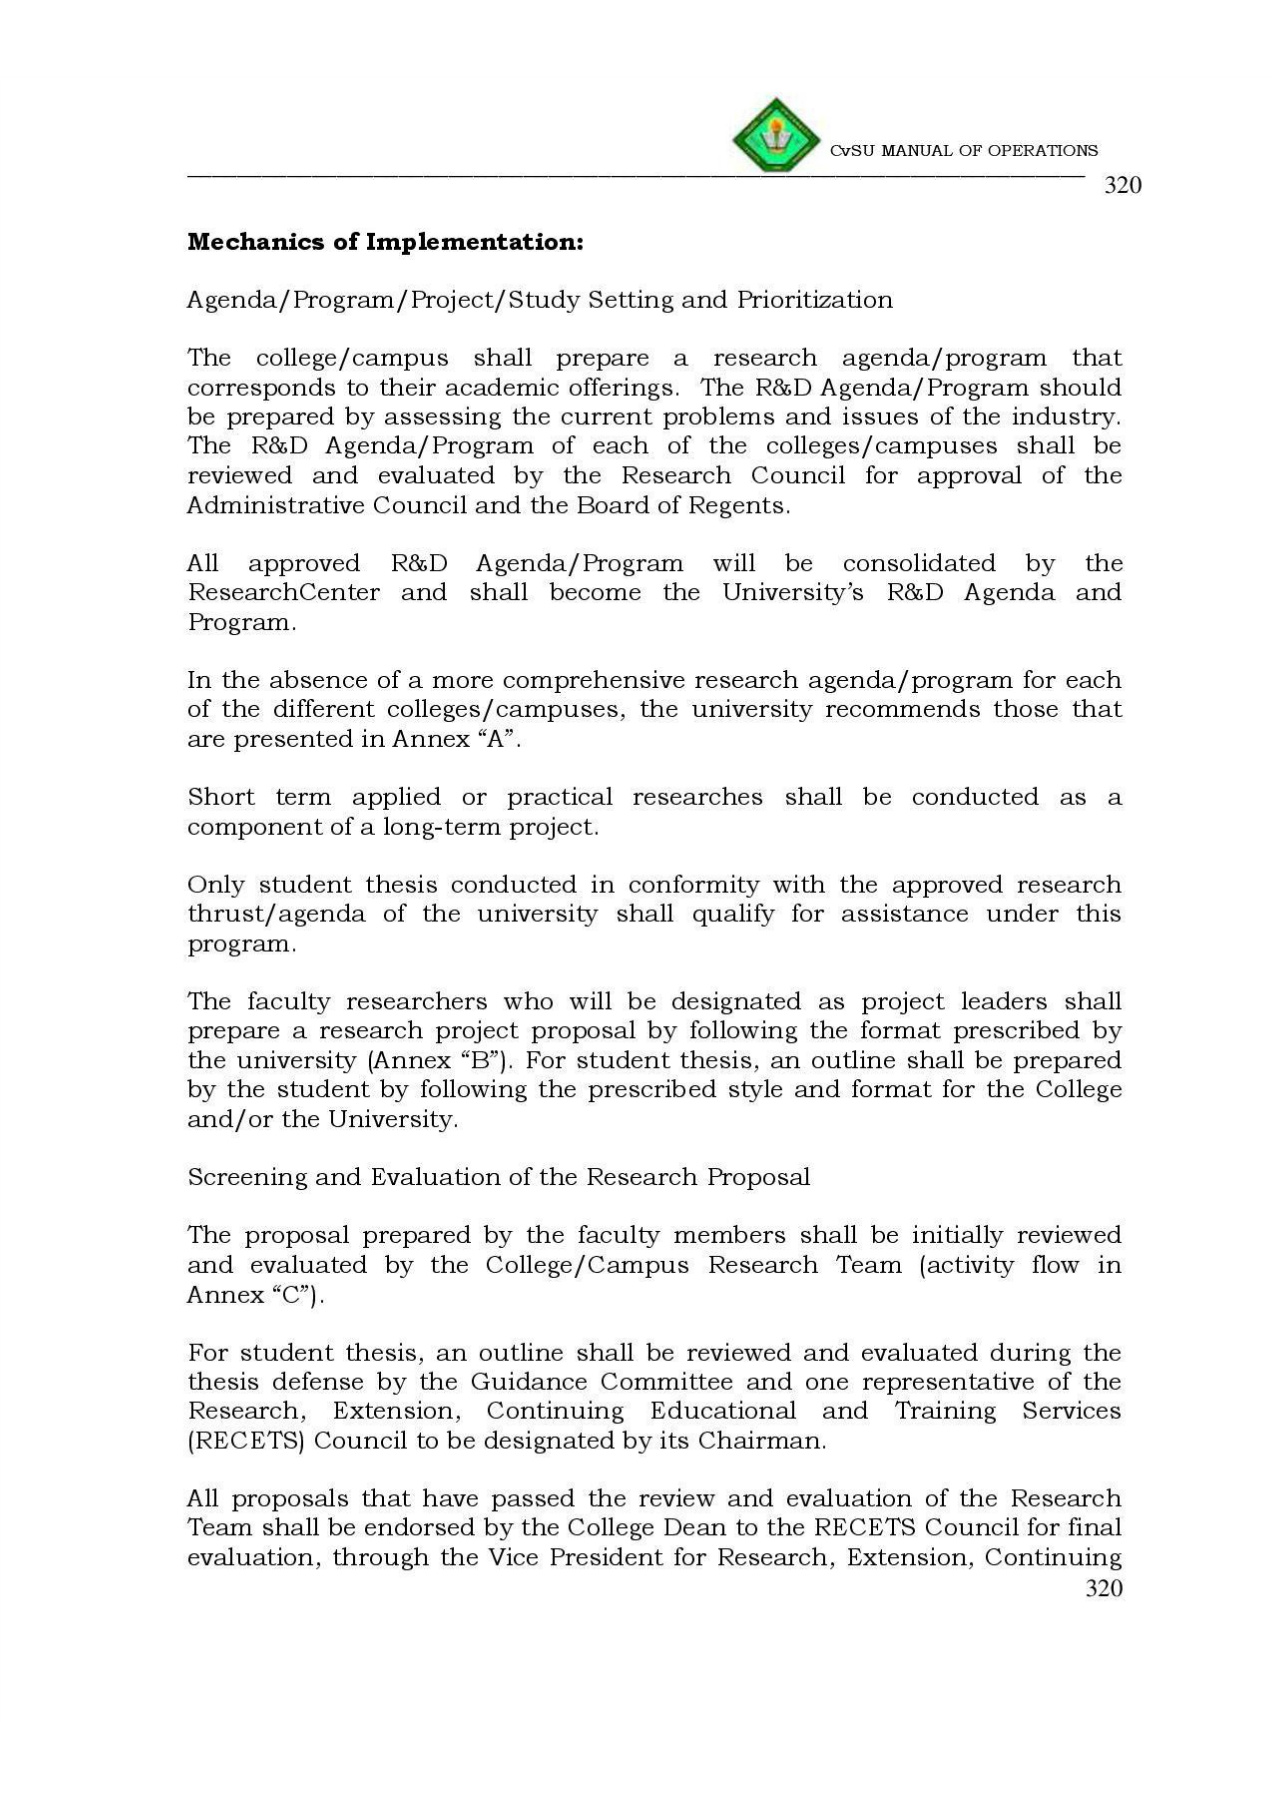 CvSU MANUAL OF OPERATIONS
320
Mechanics of Implementation:
Agenda/Program/Project/Study Setting and Prioritization
The college/campus shall prepare a research agenda/program that
corresponds to their academic offerings. The R&D Agenda/Program should
be prepared by assessing the current problems and issues of the industry.
The R&D Agenda/Program of each of the colleges/campuses shall be
reviewed and evaluated by the Research Council for approval of the
Administrative Council and the Board of Regents.
All approved R&D Agenda/Program will be consolidated by the
ResearchCenter and shall become the University’s R&D Agenda and
Program.
In the absence of a more comprehensive research agenda/program for each
of the different colleges/campuses, the university recommends those that
are presented in Annex “A”.
Short term applied or practical researches shall be conducted as a
component of a long-term project.
Only student thesis conducted in conformity with the approved research
thrust/agenda of the university shall qualify for assistance under this
program.
The faculty researchers who will be designated as project leaders shall
prepare a research project proposal by following the format prescribed by
the university (Annex “B”). For student thesis, an outline shall be prepared
by the student by following the prescribed style and format for the College
and/or the University.
Screening and Evaluation of the Research Proposal
The proposal prepared by the faculty members shall be initially reviewed
and evaluated by the College/Campus Research Team (activity flow in
Annex “C”).
For student thesis, an outline shall be reviewed and evaluated during the
thesis defense by the Guidance Committee and one representative of the
Research, Extension, Continuing Educational and Training Services
(RECETS) Council to be designated by its Chairman.
All proposals that have passed the review and evaluation of the Research
Team shall be endorsed by the College Dean to the RECETS Council for final
evaluation, through the Vice President for Research, Extension, Continuing
320